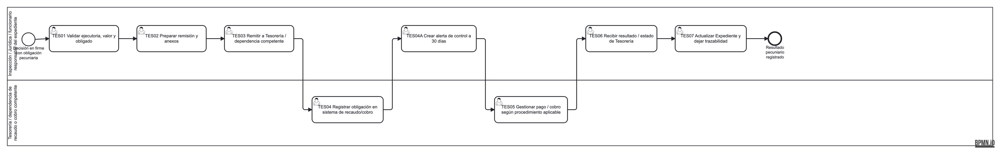 Inspección / Jurídica / funcionario
responsable del expediente
Decisión en firme
con obligación
pecuniaria
TES01 Validar ejecutoria, valor y
obligado
TES02 Preparar remisión y
anexos
TES03 Remitir a Tesorería /
dependencia competente
TES04A Crear alerta de control a
30 días
TES06 Recibir resultado / estado
de Tesorería
TES07 Actualizar Expediente y
dejar trazabilidad
Resultado
pecuniario
registrado
Tesorería / dependencia de
recaudo o cobro competente
TES04 Registrar obligación en
sistema de recaudo/cobro
TES05 Gestionar pago / cobro
según procedimiento aplicable
BPMN.iO